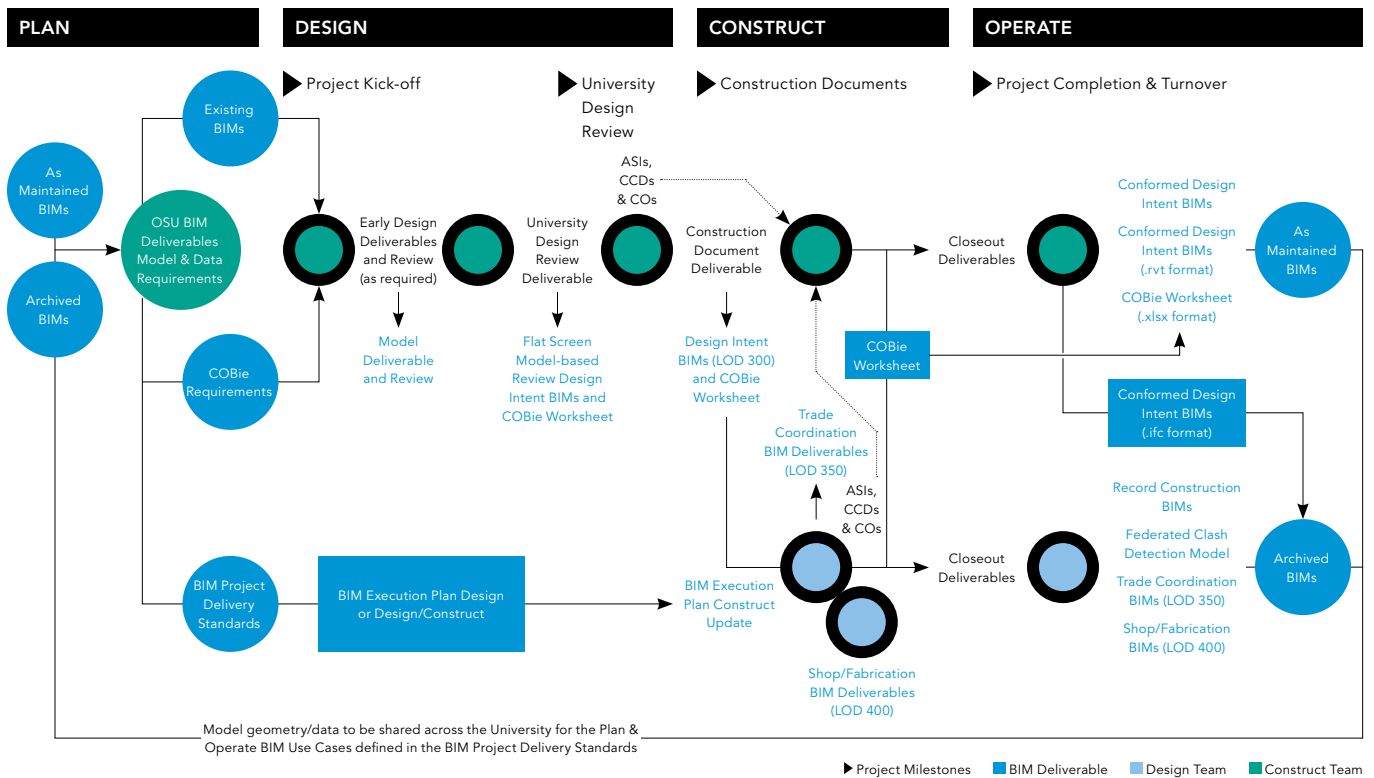 PLAN
DESIGN
CONSTRUCT
OPERATE
Project Kick-off
University
Design
Review
Construction Documents
Project Completion & Turnover
Existing
BIMs
As
Maintained
BIMs
OSU BIM
Deliverables
Model & Data
Requirements
Archived
BIMs
COBie
Requirements
BIM Project
Delivery
Standards
Early Design
Deliverables
and Review
(as required)
Model
Deliverable
and Review
University
Design
Review
Deliverable
Flat Screen
Model-based
Review Design
Intent BIMs and
COBie Worksheet
ASIs,
CCDs
& COs
Construction
Document
Deliverable
Design Intent
BIMs (LOD 300)
and COBie
Worksheet
Trade
Coordination
BIM Deliverables
(LOD 350)
ASIs,
CCDs
& COs
COBie
Worksheet
BIM Execution Plan Design
or Design/Construct
BIM Execution
Plan Construct
Update
Shop/Fabrication
BIM Deliverables
(LOD 400)
Closeout
Deliverables
Conformed Design
Intent BIMs
Conformed Design
Intent BIMs
(.rvt format)
COBie Worksheet
(.xlsx format)
As
Maintained
BIMs
Conformed Design
Intent BIMs
(.ifc format)
Closeout
Deliverables
Record Construction
BIMs
Federated Clash
Detection Model
Trade Coordination
BIMs (LOD 350)
Shop/Fabrication
BIMs (LOD 400)
Archived
BIMs
Model geometry/data to be shared across the University for the Plan &
Operate BIM Use Cases defined in the BIM Project Delivery Standards
Project Milestones
BIM Deliverable
Design Team
Construct Team